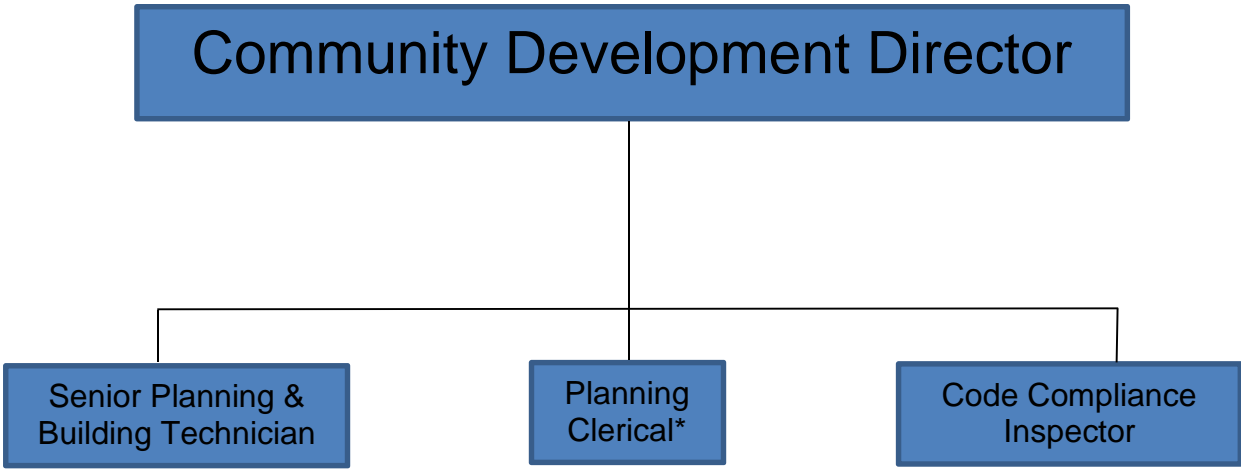 Community Development Director
Senior Planning &
Building Technician
Planning
Clerical*
Code Compliance
Inspector